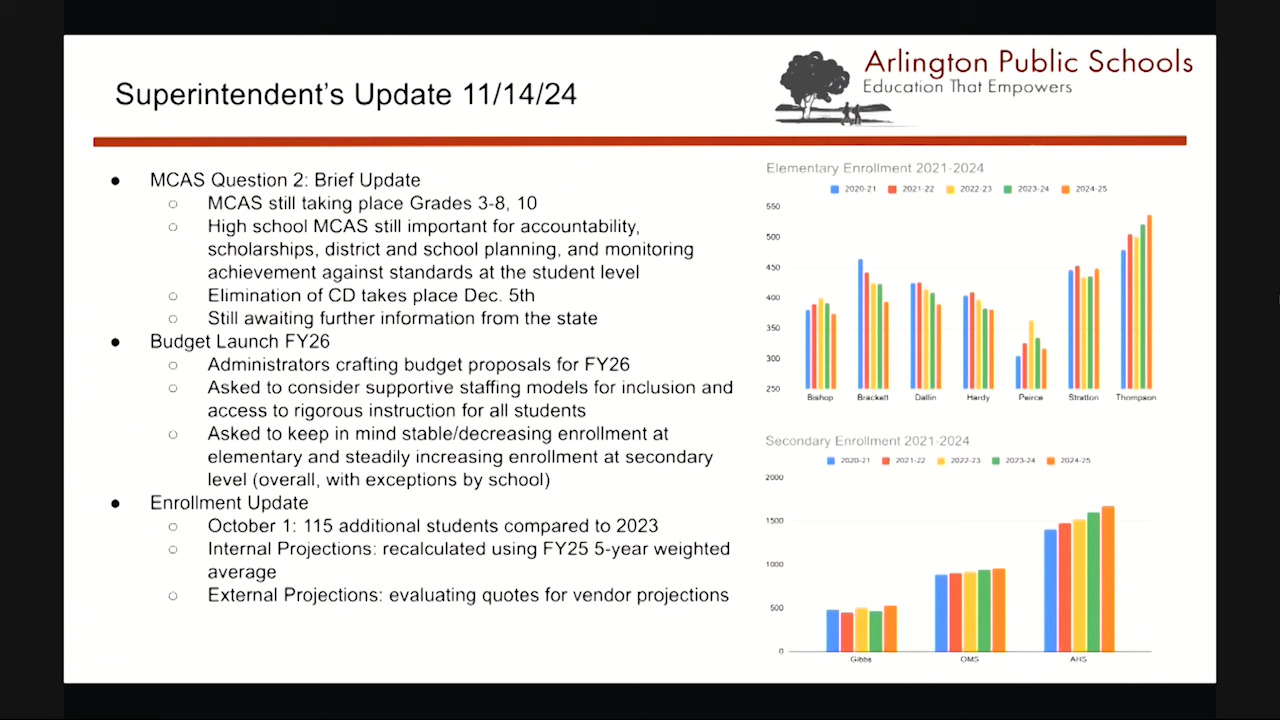 Superintendent's Update 11/14/24
Arlington Public Schools
Education That Empowers
● MCAS Question 2: Brief Update
○ MCAS still taking place Grades 3-8, 10
○ High school MCAS still important for accountability,
scholarships, district and school planning, and monitoring
achievement against standards at the student level
○ Elimination of CD takes place Dec. 5th
○ Still awaiting further information from the state
● Budget Launch FY26
○ Administrators crafting budget proposals for FY26
○ Asked to consider supportive staffing models for inclusion and
access to rigorous instruction for all students
○ Asked to keep in mind stable/decreasing enrollment at
elementary and steadily increasing enrollment at secondary
level (overall, with exceptions by school)
● Enrollment Update
○ October 1: 115 additional students compared to 2023
○ Internal Projections: recalculated using FY25 5-year weighted
average
○ External Projections: evaluating quotes for vendor projections
Elementary Enrollment 2021-2024
2020-21 2021-22 2022-23 2023-24 2024-25
550
500
450
400
350
300
250
Bishop Brackett Dallin Hardy Peirce Stratton Thompson
Secondary Enrollment 2021-2024
2020-21 2021-22 2022-23 2023-24 2024-25
2000
1500
1000
500
0
Gibbs OMS AHS